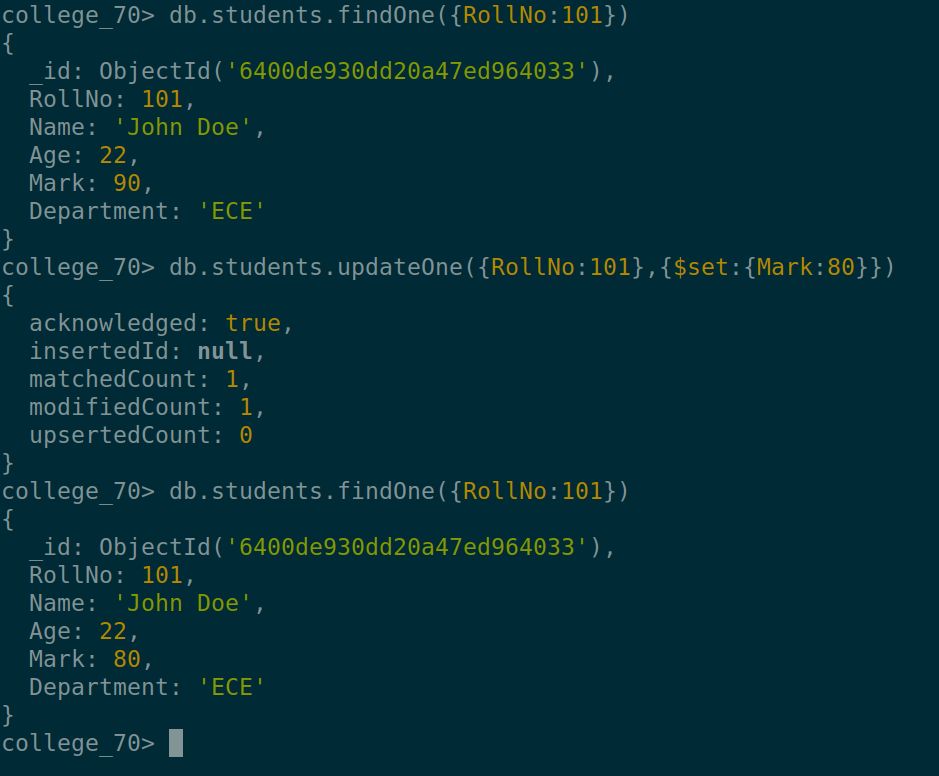 college_70> db.students.findOne({RollNo:101})
{
  _id: ObjectId('6400de930dd20a47ed964033'),
  RollNo: 101,
  Name: 'John Doe',
  Age: 22,
  Mark: 90,
  Department: 'ECE'
}
college_70> db.students.updateOne({RollNo:101},{$set:{Mark:80}})
{
  acknowledged: true,
  insertedId: null,
  matchedCount: 1,
  modifiedCount: 1,
  upsertedCount: 0
}
college_70> db.students.findOne({RollNo:101})
{
  _id: ObjectId('6400de930dd20a47ed964033'),
  RollNo: 101,
  Name: 'John Doe',
  Age: 22,
  Mark: 80,
  Department: 'ECE'
}
college_70>